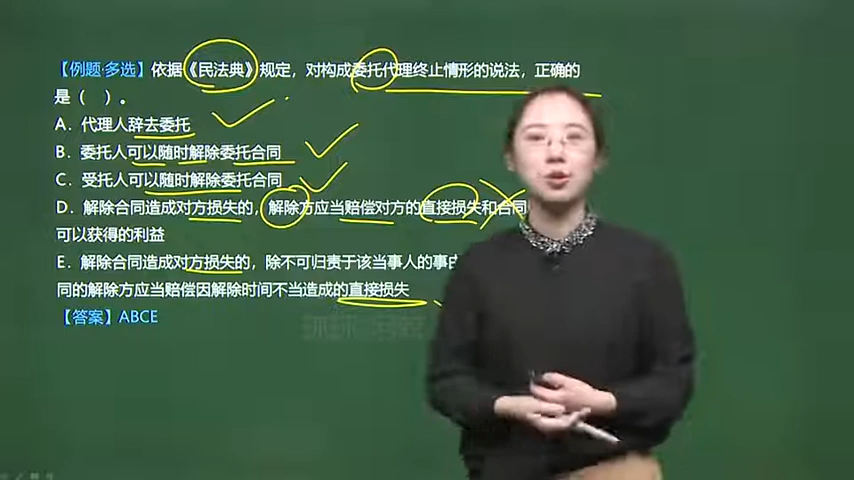 【例题·多选】依据《民法典》规定，对构成委托代理终止情形的说法，正确的
是（ ）。
A．代理人辞去委托
B．委托人可以随时解除委托合同
C．受托人可以随时解除委托合同
D．解除合同造成对方损失的，解除方应当赔偿对方的直接损失和合同
可以获得的利益
E．解除合同造成对方损失的，除不可归责于该当事人的事由
同的解除方应当赔偿因解除时间不当造成的直接损失
【答案】ABCE